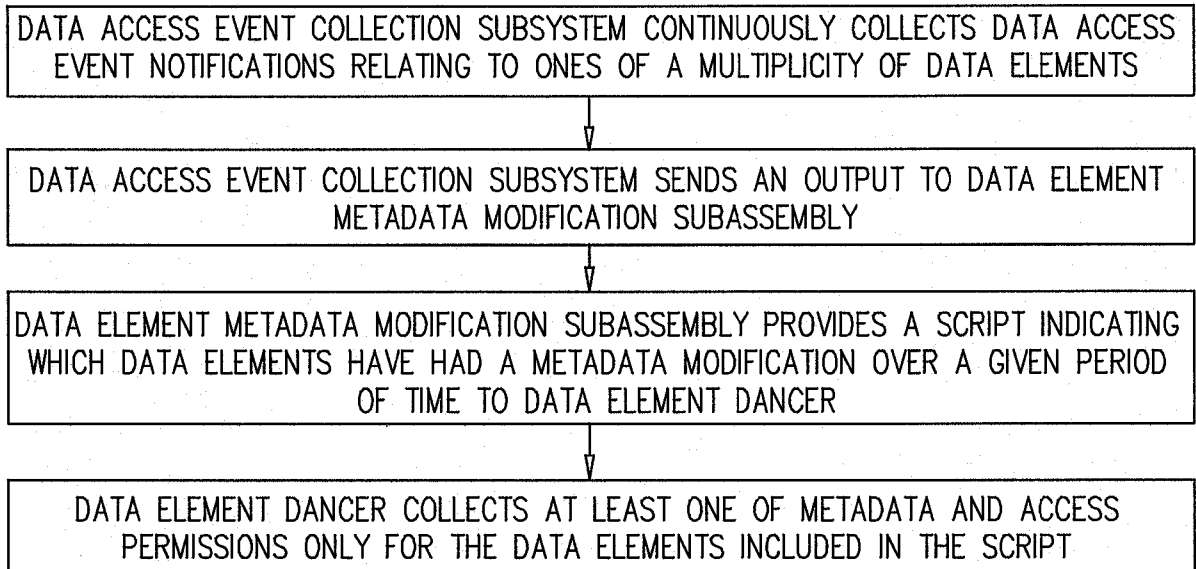 DATA ACCESS EVENT COLLECTION SUBSYSTEM CONTINUOUSLY COLLECTS DATA ACCESS
EVENT NOTIFICATIONS RELATING TO ONES OF A MULTIPLICITY OF DATA ELEMENTS
DATA ACCESS EVENT COLLECTION SUBSYSTEM SENDS AN OUTPUT TO DATA ELEMENT
METADATA MODIFICATION SUBASSEMBLY
DATA ELEMENT METADATA MODIFICATION SUBASSEMBLY PROVIDES A SCRIPT INDICATING
WHICH DATA ELEMENTS HAVE HAD A METADATA MODIFICATION OVER A GIVEN PERIOD
OF TIME TO DATA ELEMENT DANCER
DATA ELEMENT DANCER COLLECTS AT LEAST ONE OF METADATA AND ACCESS
PERMISSIONS ONLY FOR THE DATA ELEMENTS INCLUDED IN THE SCRIPT